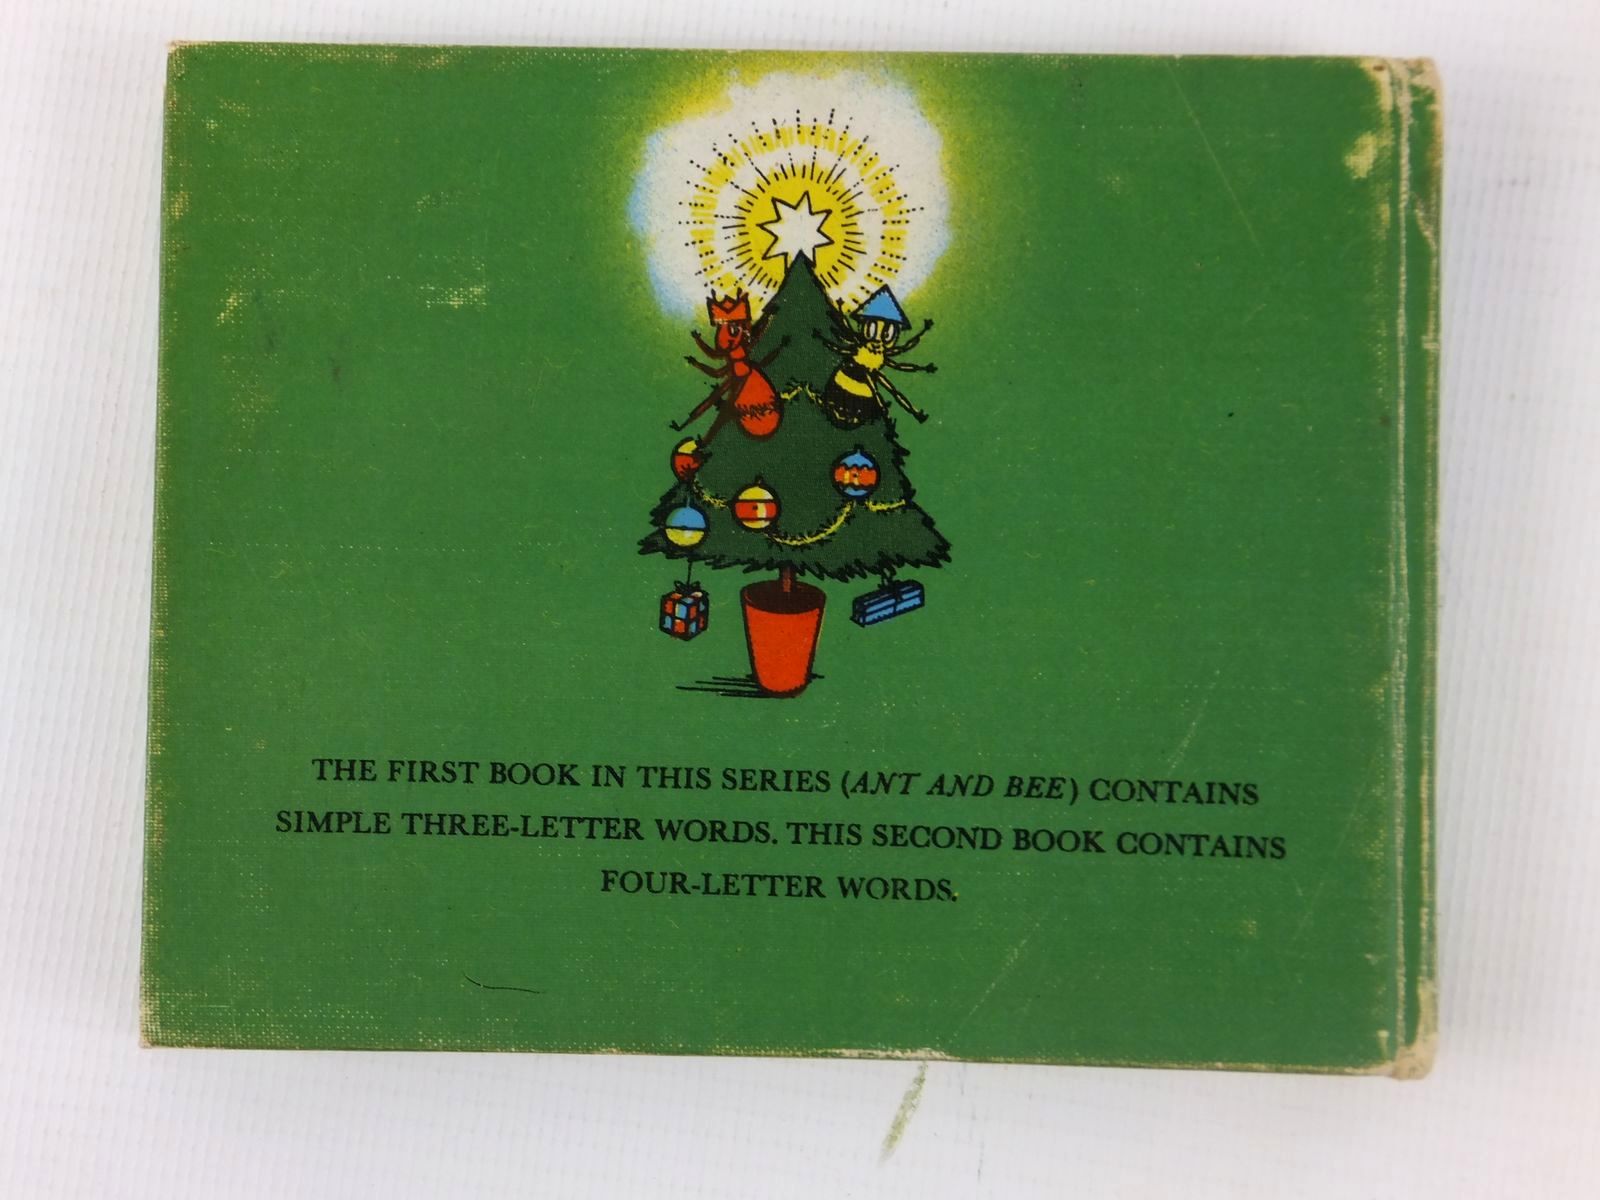 THE FIRST BOOK IN THIS SERIES (ANT AND BEE) CONTAINS
SIMPLE THREE-LETTER WORDS. THIS SECOND BOOK CONTAINS
FOUR-LETTER WORDS.